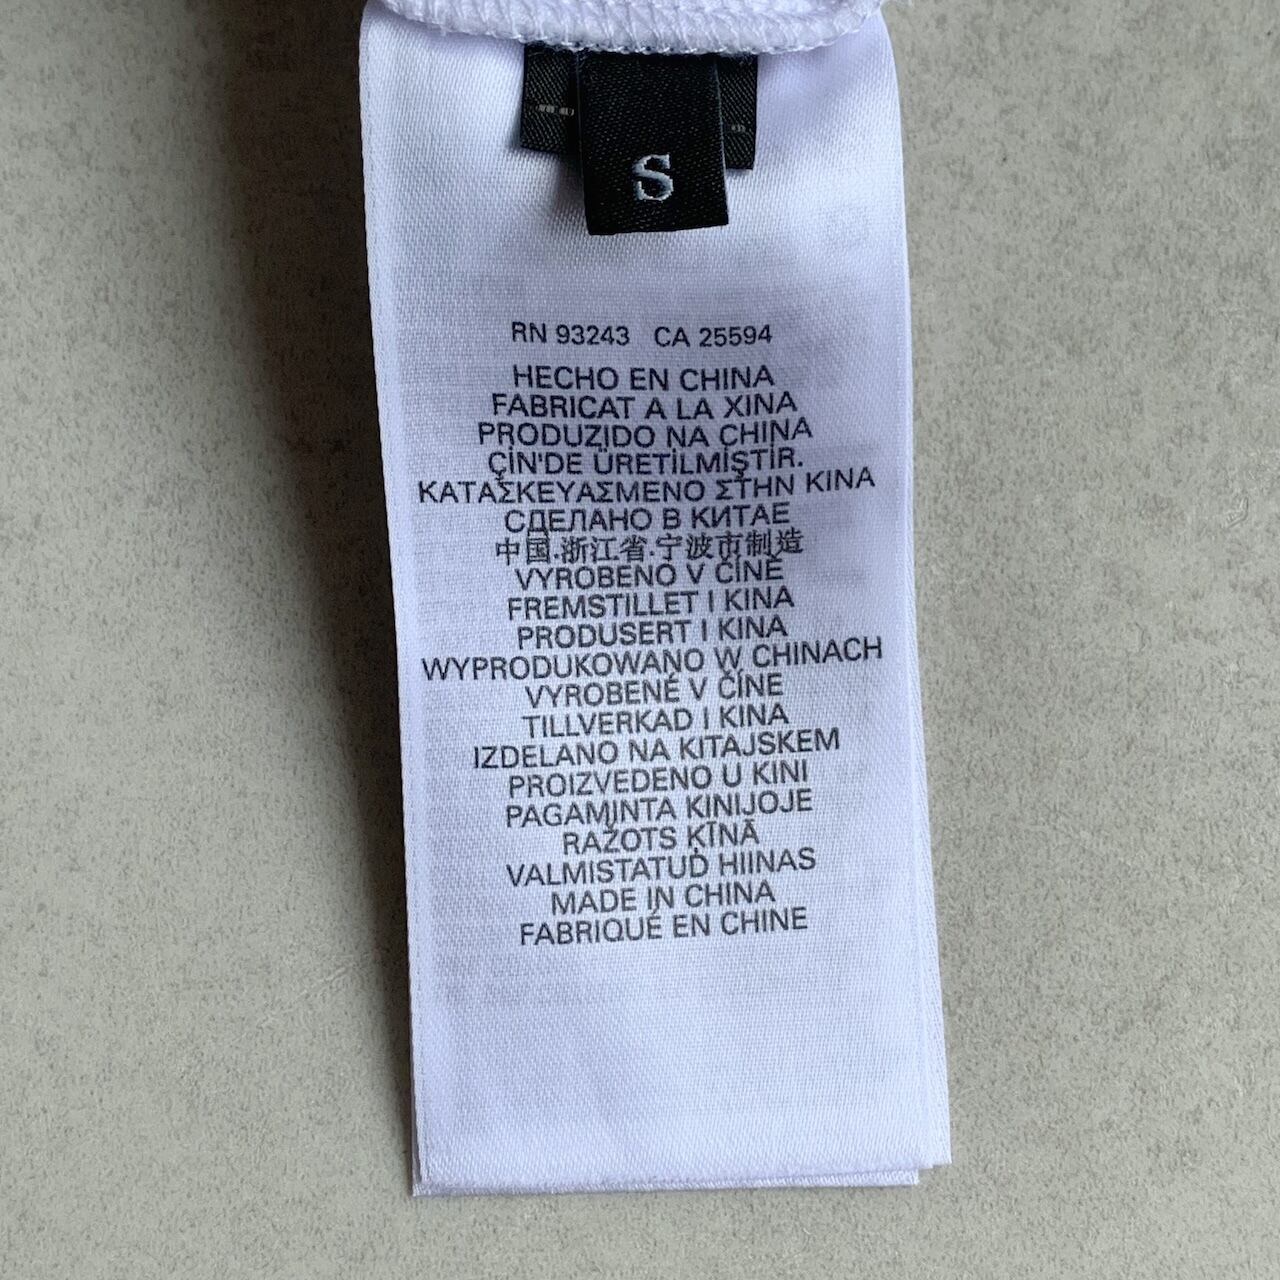 S
RN 93243 CA 25594
HECHO EN CHINA
FABRICAT A LA XINA
PRODUZIDO NA CHINA
ÇİN'DE ÜRETİLMİŞTİR.
ΚΑΤΑΣΚΕΥΑΣΜΕΝΟ ΣΤΗΝ ΚΙΝΑ
СДЕЛАНО В КИТАЕ
中国.浙江省.宁波市制造
VYROBENO V ČÍNĚ
FREMSTILLET I KINA
PRODUSERT I KINA
WYPRODUKOWANO W CHINACH
VYROBENÉ V ČÍNE
TILLVERKAD I KINA
IZDELANO NA KITAJSKEM
PROIZVEDENO U KINI
PAGAMINTA KINIJOJE
RAŽOTS ĶĪNĀ
VALMISTATUD HIINAS
MADE IN CHINA
FABRIQUÉ EN CHINE